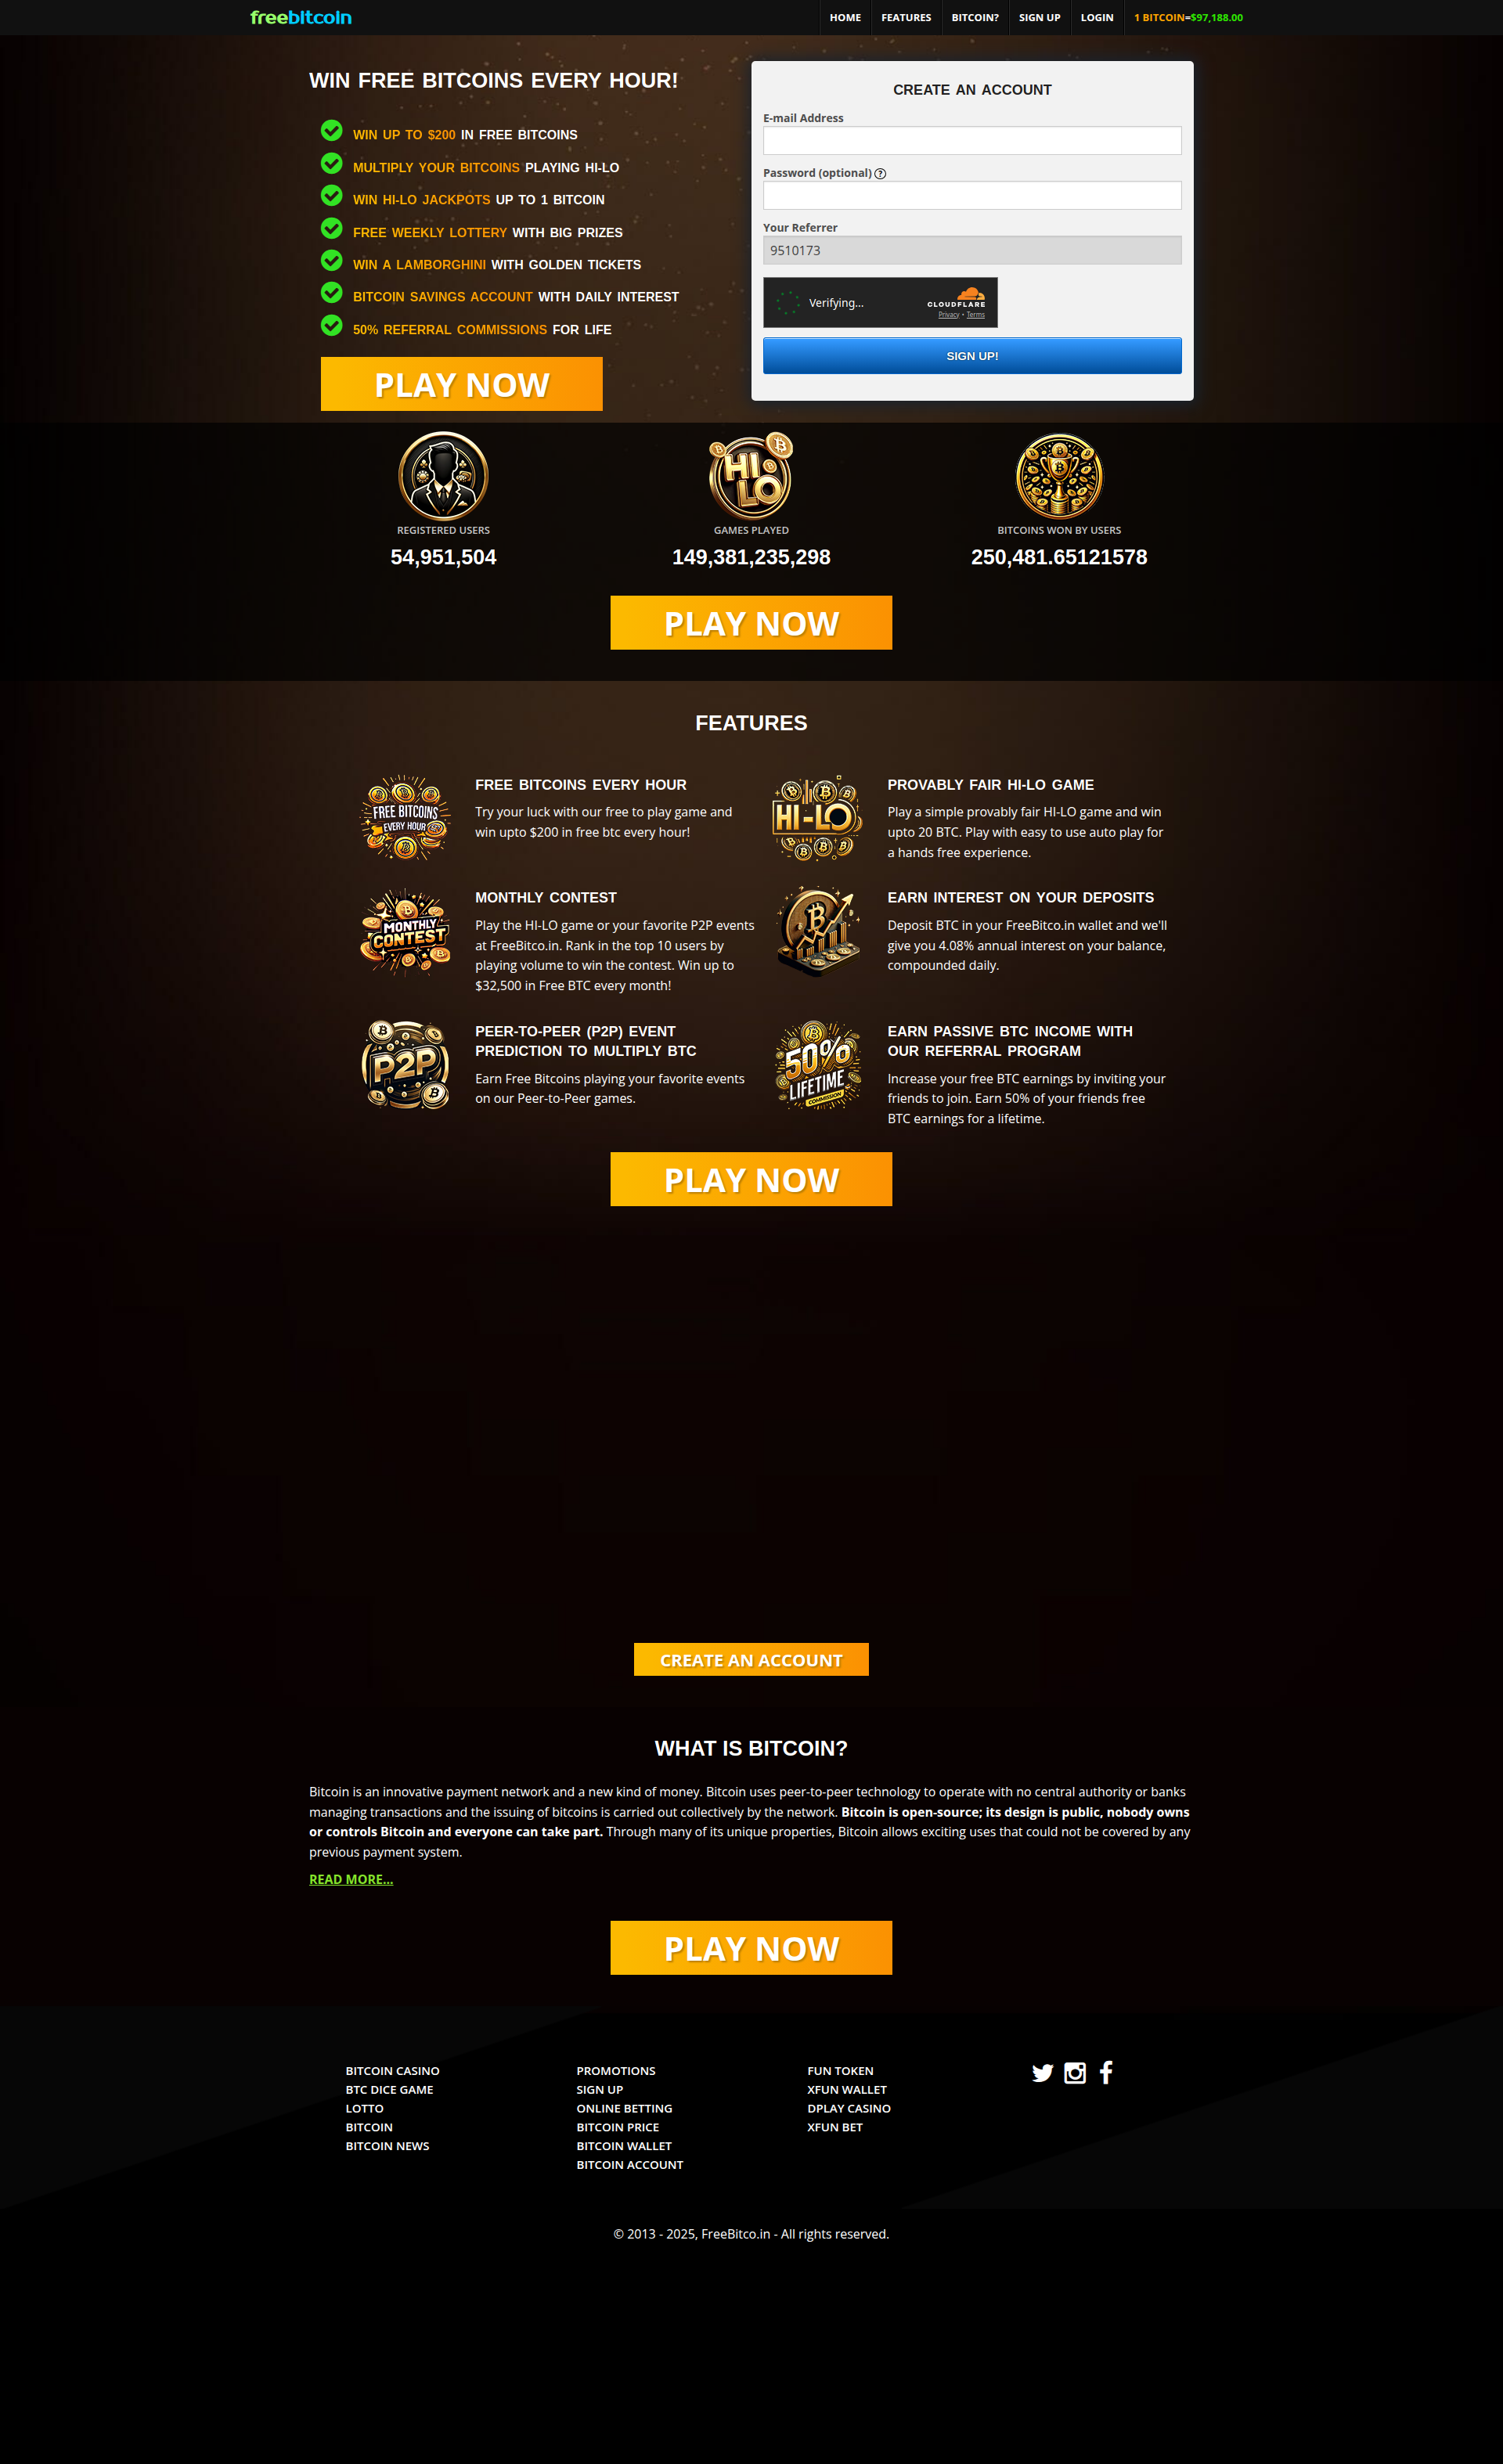 freebitcoin
HOME FEATURES BITCOIN? SIGN UP LOGIN 1 BITCOIN=$97,188.00
WIN FREE BITCOINS EVERY HOUR!
WIN UP TO $200 IN FREE BITCOINS
MULTIPLY YOUR BITCOINS PLAYING HI-LO
WIN HI-LO JACKPOTS UP TO 1 BITCOIN
FREE WEEKLY LOTTERY WITH BIG PRIZES
WIN A LAMBORGHINI WITH GOLDEN TICKETS
BITCOIN SAVINGS ACCOUNT WITH DAILY INTEREST
50% REFERRAL COMMISSIONS FOR LIFE
PLAY NOW
CREATE AN ACCOUNT
E-mail Address
Password (optional) ?
Your Referrer
9510173
Verifying...
CLOUDFLARE
Privacy • Terms
SIGN UP!
HI
LO
REGISTERED USERS
54,951,504
GAMES PLAYED
149,381,235,298
BITCOINS WON BY USERS
250,481.65121578
PLAY NOW
FEATURES
FREE BITCOINS
EVERY HOUR
FREE BITCOINS EVERY HOUR
Try your luck with our free to play game and
win upto $200 in free btc every hour!
HI-LO
PROVABLY FAIR HI-LO GAME
Play a simple provably fair HI-LO game and win
upto 20 BTC. Play with easy to use auto play for
a hands free experience.
MONTHLY
CONTEST
MONTHLY CONTEST
Play the HI-LO game or your favorite P2P events
at FreeBitco.in. Rank in the top 10 users by
playing volume to win the contest. Win up to
$32,500 in Free BTC every month!
EARN INTEREST ON YOUR DEPOSITS
Deposit BTC in your FreeBitco.in wallet and we'll
give you 4.08% annual interest on your balance,
compounded daily.
P2P
PEER-TO-PEER (P2P) EVENT
PREDICTION TO MULTIPLY BTC
Earn Free Bitcoins playing your favorite events
on our Peer-to-Peer games.
50%
LIFETIME
COMMISSION
EARN PASSIVE BTC INCOME WITH
OUR REFERRAL PROGRAM
Increase your free BTC earnings by inviting your
friends to join. Earn 50% of your friends free
BTC earnings for a lifetime.
PLAY NOW
CREATE AN ACCOUNT
WHAT IS BITCOIN?
Bitcoin is an innovative payment network and a new kind of money. Bitcoin uses peer-to-peer technology to operate with no central authority or banks
managing transactions and the issuing of bitcoins is carried out collectively by the network. Bitcoin is open-source; its design is public, nobody owns
or controls Bitcoin and everyone can take part. Through many of its unique properties, Bitcoin allows exciting uses that could not be covered by any
previous payment system.
READ MORE...
PLAY NOW
BITCOIN CASINO
BTC DICE GAME
LOTTO
BITCOIN
BITCOIN NEWS
PROMOTIONS
SIGN UP
ONLINE BETTING
BITCOIN PRICE
BITCOIN WALLET
BITCOIN ACCOUNT
FUN TOKEN
XFUN WALLET
DPLAY CASINO
XFUN BET
© 2013 - 2025, FreeBitco.in - All rights reserved.